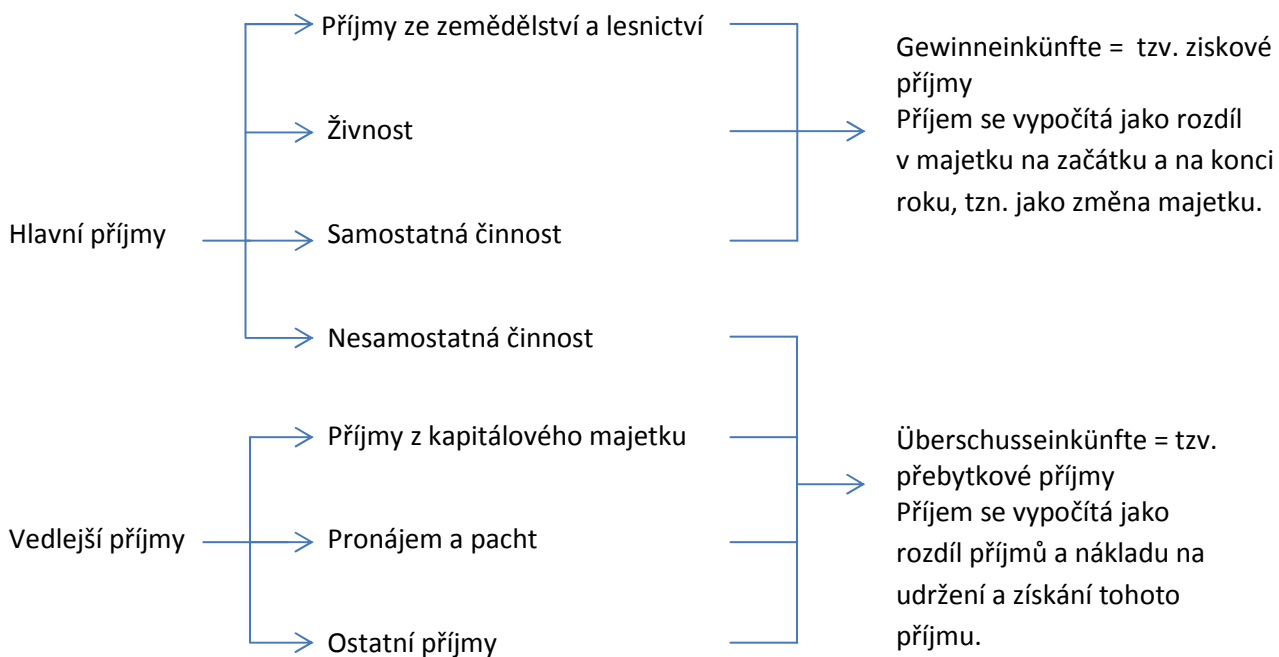 Příjmy ze zemědělství a lesnictví
Živnost
Hlavní příjmy
Samostatná činnost
Nesamostatná činnost
Gewinneinkünfte = tzv. ziskové
příjmy
Příjem se vypočítá jako rozdíl
v majetku na začátku a na konci
roku, tzn. jako změna majetku.
Příjmy z kapitálového majetku
Vedlejší příjmy
Pronájem a pacht
Ostatní příjmy
Überschusseinkünfte = tzv.
přebytkové příjmy
Příjem se vypočítá jako
rozdíl příjmů a nákladu na
udržení a získání tohoto
příjmu.